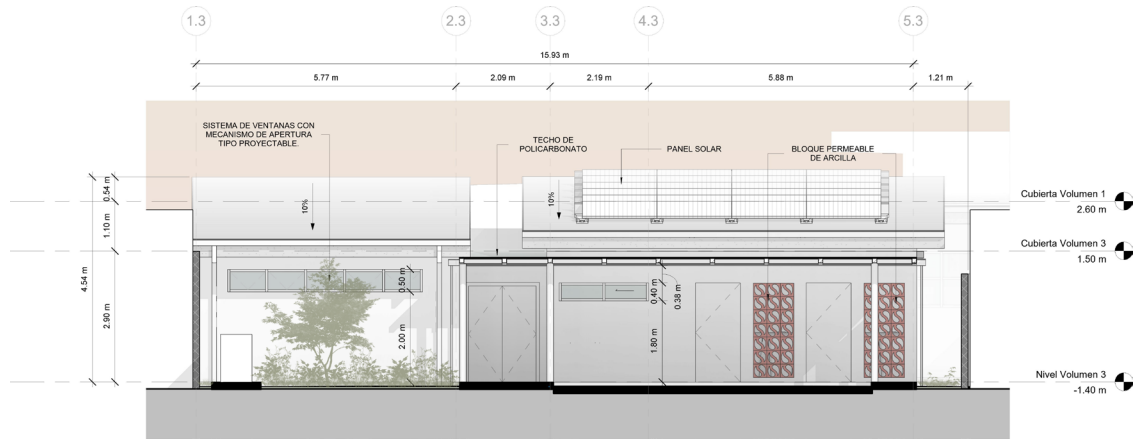 1.3
2.3
3.3
4.3
5.3
15.93 m
5.77 m
2.09 m
2.19 m
5.88 m
1.21 m
SISTEMA DE VENTANAS CON
MECANISMO DE APERTURA
TIPO PROYECTABLE.
TECHO DE
POLICARBONATO
PANEL SOLAR
BLOQUE PERMEABLE
DE ARCILLA
0.54 m
1.10 m
4.54 m
2.90 m
10%
10%
0.50 m
2.00 m
0.40 m
0.38 m
1.80 m
Cubierta Volumen 1
2.60 m
Cubierta Volumen 3
1.50 m
Nivel Volumen 3
-1.40 m